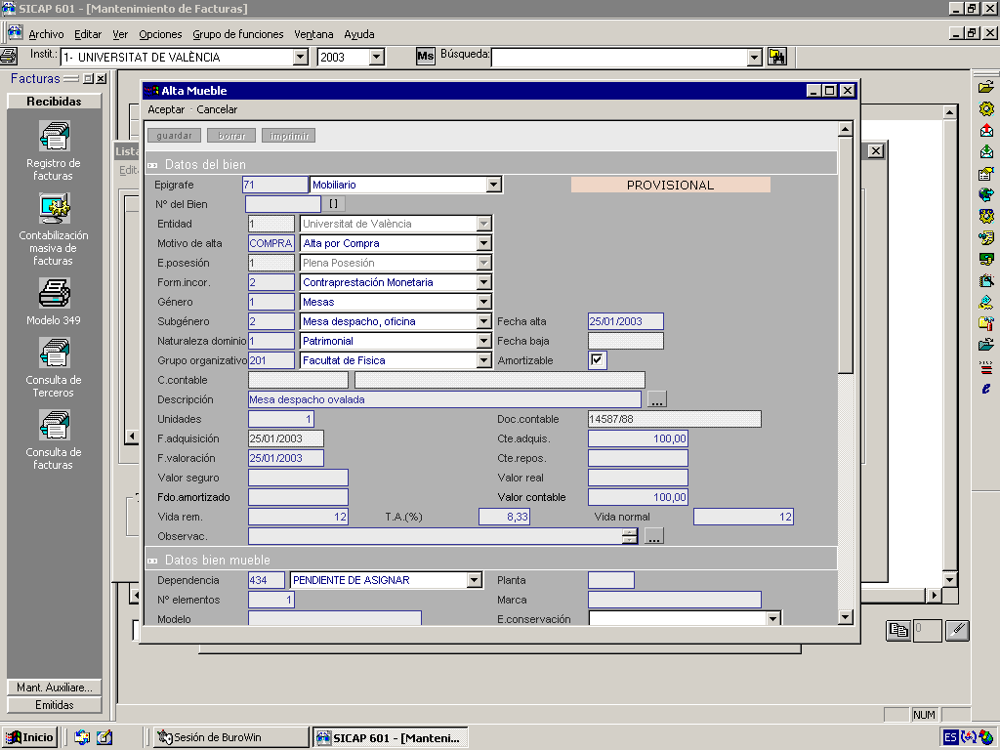 SICAP 601 - [Mantenimiento de Facturas]
Archivo Editar Ver Opciones Grupo de funciones Ventana Ayuda
Instit.: 1- UNIVERSITAT DE VALÈNCIA 2003 Ms Búsqueda:
Facturas
Recibidas
Registro de
facturas
Contabilización
masiva de
facturas
Modelo 349
Consulta de
Terceros
Consulta de
facturas
Mant. Auxiliare...
Emitidas
Lista
Edit
Alta Mueble
Aceptar Cancelar
guardar borrar imprimir
Datos del bien
Epigrafe 71 Mobiliario PROVISIONAL
Nº del Bien []
Entidad 1 Universitat de València
Motivo de alta COMPRA Alta por Compra
E.posesión 1 Plena Posesión
Form.incor. 2 Contraprestación Monetaria
Género 1 Mesas
Subgénero 2 Mesa despacho, oficina Fecha alta 25/01/2003
Naturaleza dominio 1 Patrimonial Fecha baja
Grupo organizativo 201 Facultat de Fisica Amortizable
C.contable
Descripción Mesa despacho ovalada ...
Unidades 1 Doc.contable 14587/88
F.adquisición 25/01/2003 Cte.adquis. 100,00
F.valoración 25/01/2003 Cte.repos.
Valor seguro Valor real
Fdo.amortizado Valor contable 100,00
Vida rem. 12 T.A.(%) 8,33 Vida normal 12
Observac. ...
Datos bien mueble
Dependencia 434 PENDIENTE DE ASIGNAR Planta
Nº elementos 1 Marca
Modelo E.conservación
0
NUM
Inicio Sesión de BuroWin SICAP 601 - [Manteni... ES